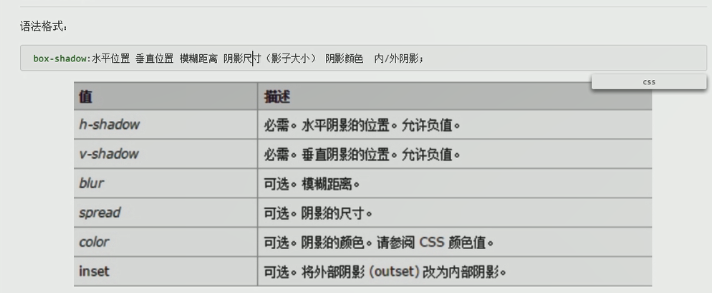 语法格式:
box-shadow:水平位置 垂直位置 模糊距离 阴影尺寸（影子大小） 阴影颜色 内/外阴影;
css
值 描述
h-shadow 必需。水平阴影的位置。允许负值。
v-shadow 必需。垂直阴影的位置。允许负值。
blur 可选。模糊距离。
spread 可选。阴影的尺寸。
color 可选。阴影的颜色。请参阅 CSS 颜色值。
inset 可选。将外部阴影 (outset) 改为内部阴影。